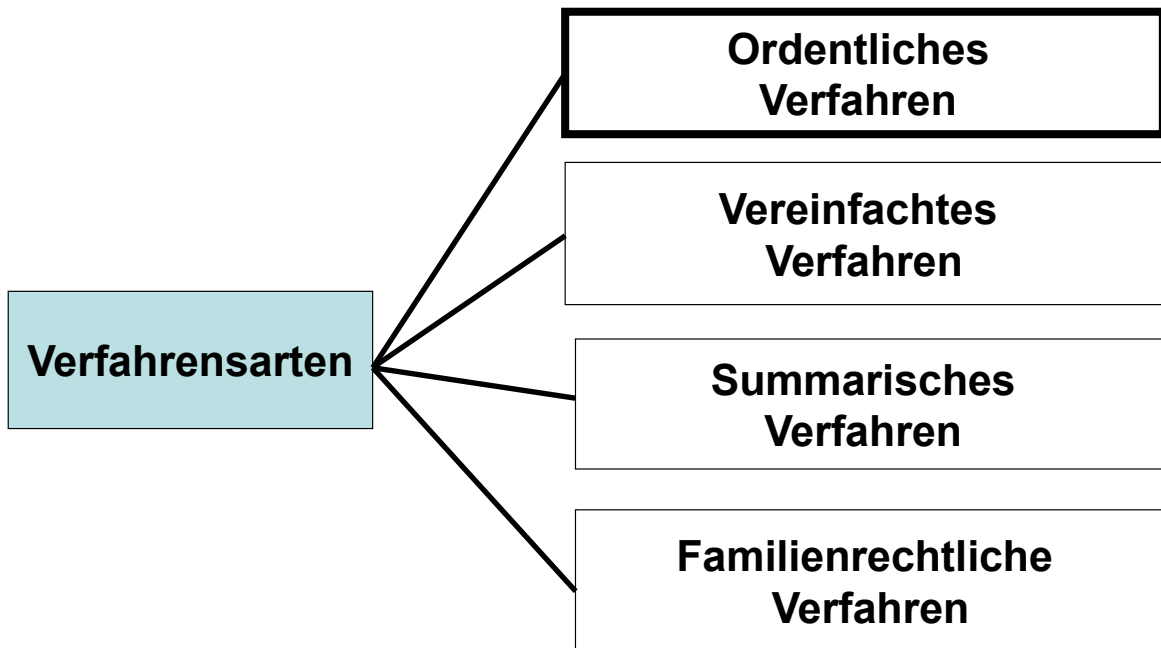 Verfahrensarten
Ordentliches
Verfahren
Vereinfachtes
Verfahren
Summarisches
Verfahren
Familienrechtliche
Verfahren